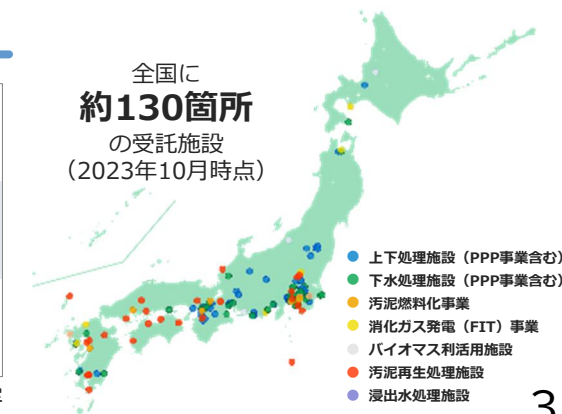 全国に
約130箇所
の受託施設
（2023年10月時点）
上下処理施設（PPP事業含む）
下水処理施設（PPP事業含む）
汚泥燃料化事業
消化ガス発電（FIT）事業
バイオマス利活用施設
汚泥再生処理施設
浸出水処理施設
3